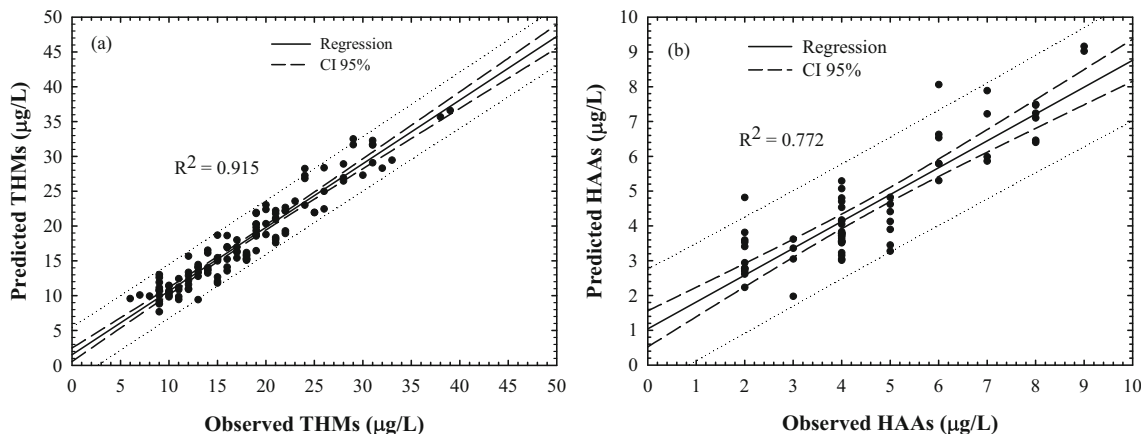 (a)
Regression
CI 95%
R² = 0.915
Predicted THMs (µg/L)
50
45
40
35
30
25
20
15
10
5
0
0 5 10 15 20 25 30 35 40 45 50
Observed THMs (µg/L)
(b)
Regression
CI 95%
R² = 0.772
Predicted HAAs (µg/L)
10
9
8
7
6
5
4
3
2
1
0
0 1 2 3 4 5 6 7 8 9 10
Observed HAAs (µg/L)